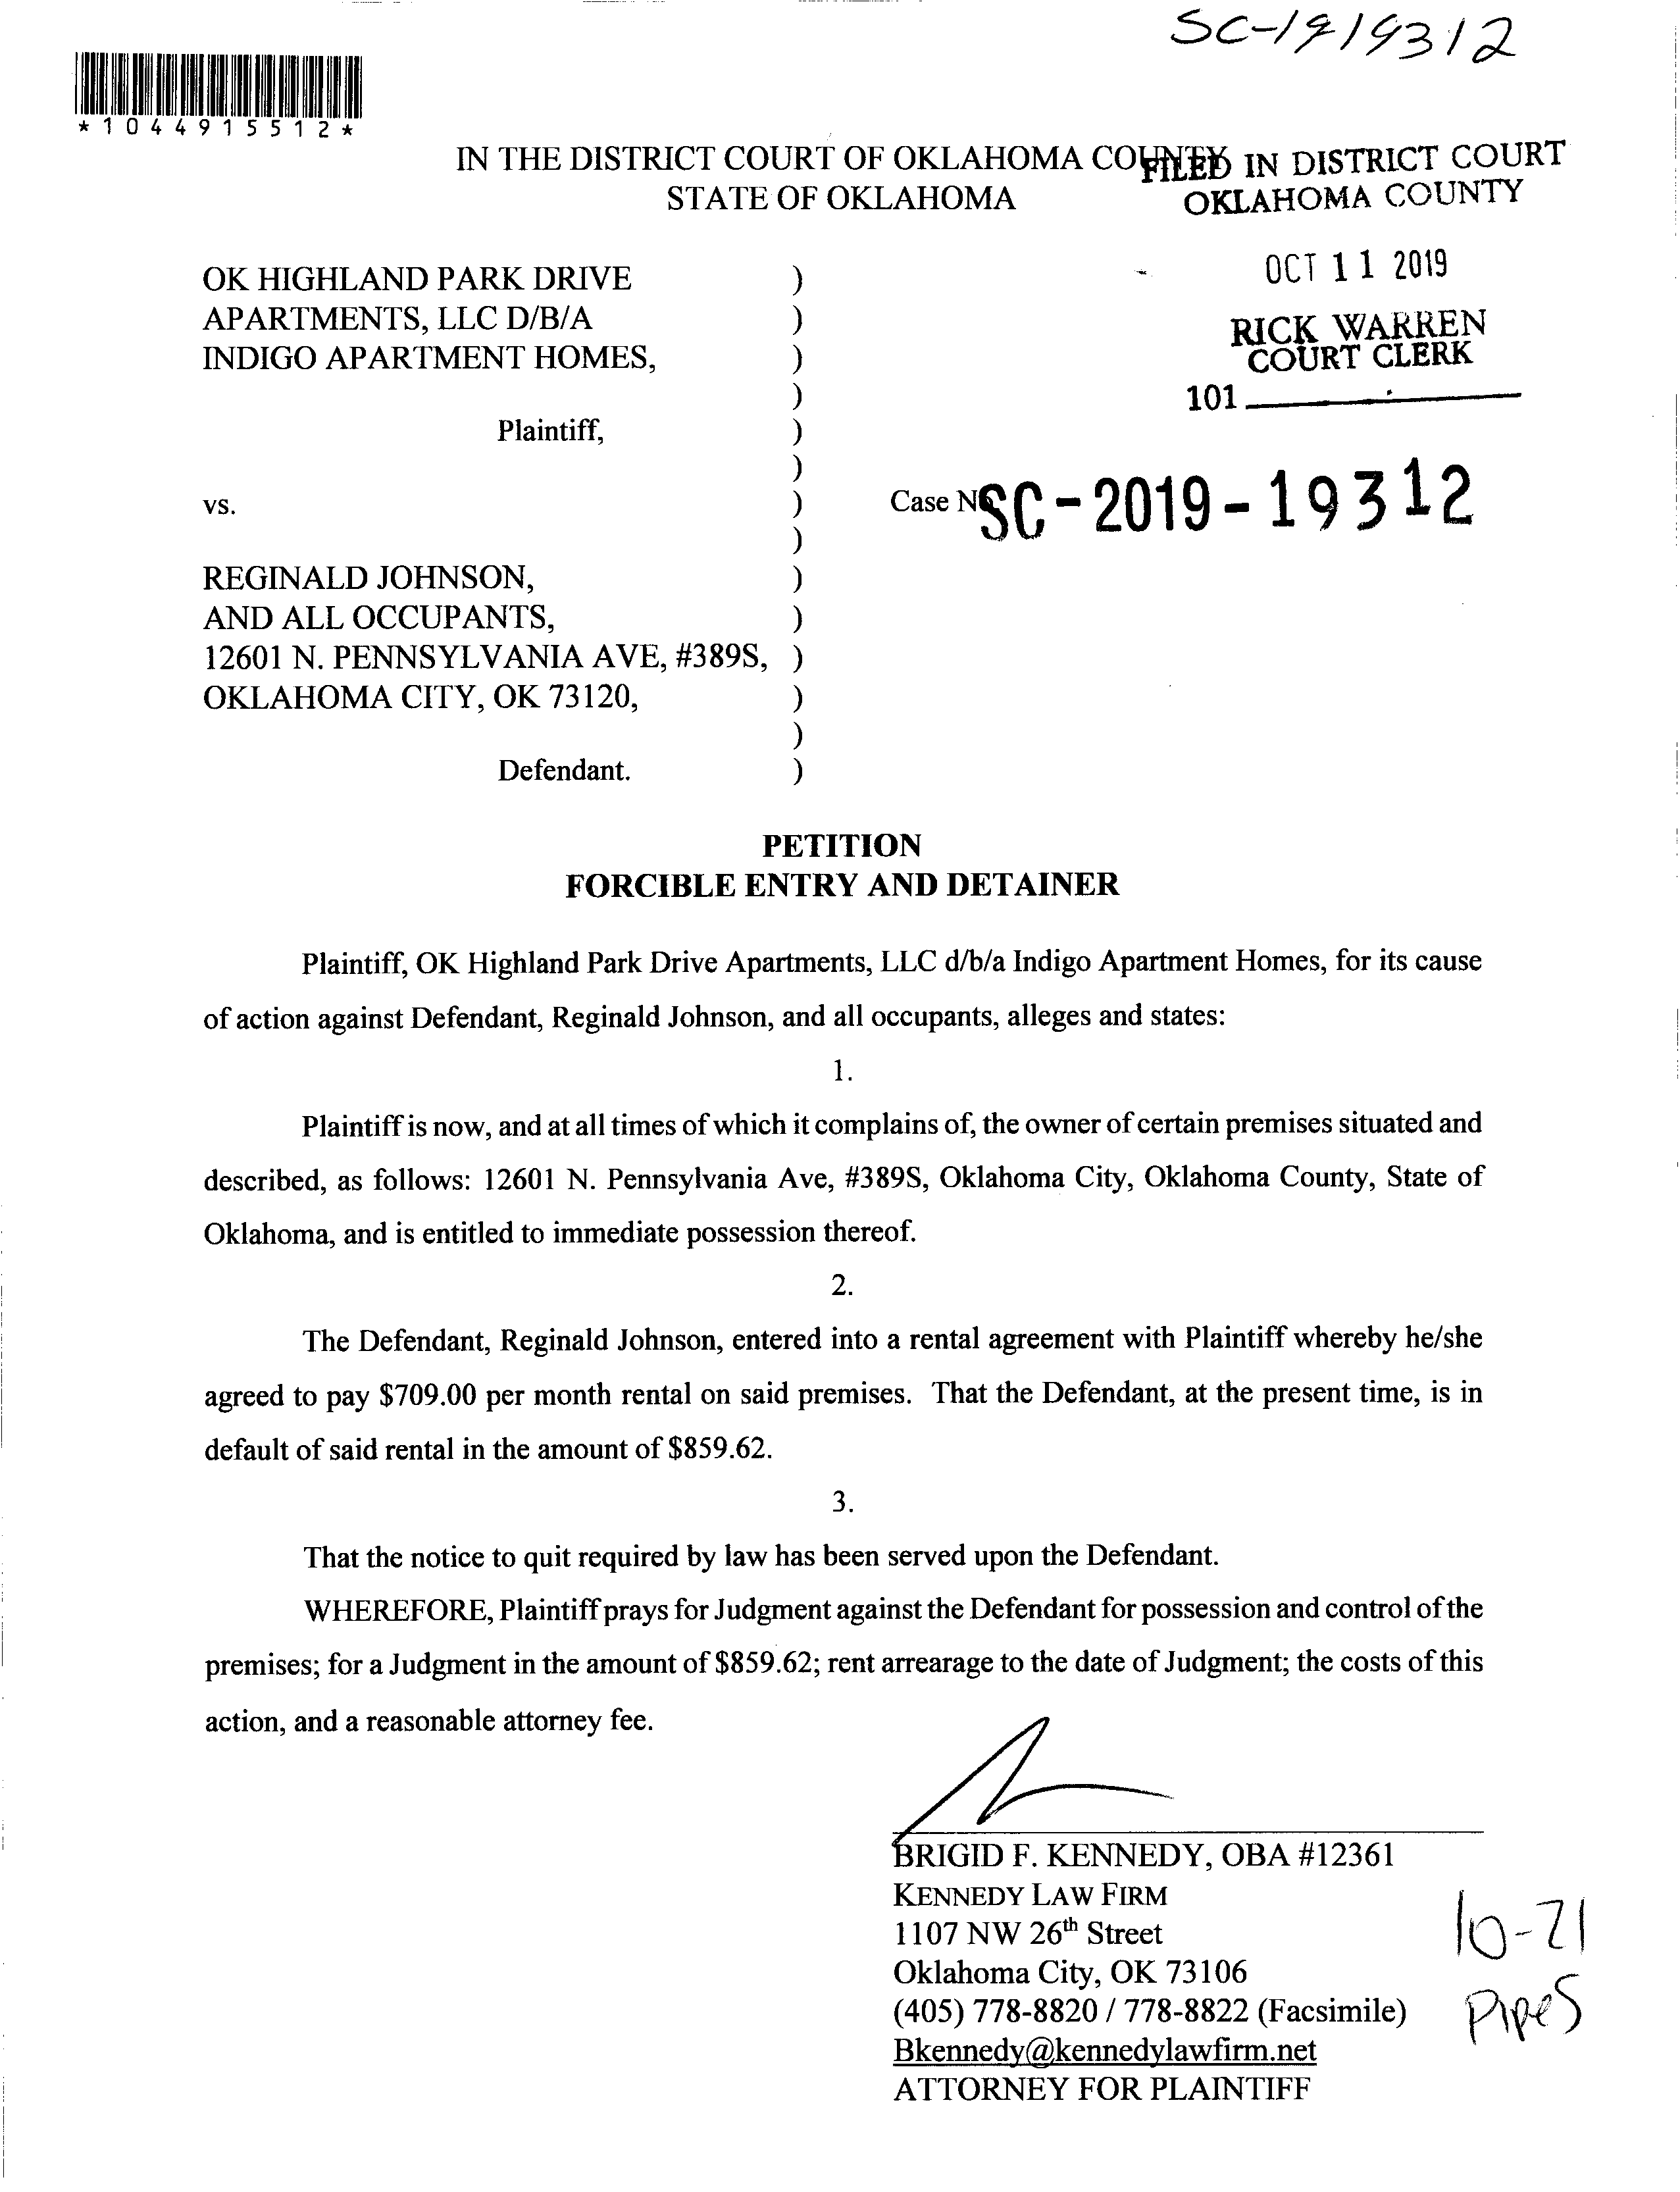 SC-1919312
*1044915512*
IN THE DISTRICT COURT OF OKLAHOMA COUNTY
STATE OF OKLAHOMA
FILED IN DISTRICT COURT
OKLAHOMA COUNTY
OCT 11 2019
RICK WARREN
COURT CLERK
101
OK HIGHLAND PARK DRIVE )
APARTMENTS, LLC D/B/A )
INDIGO APARTMENT HOMES, )
)
Plaintiff, )
)
vs. ) Case No SC-2019-19312
)
REGINALD JOHNSON, )
AND ALL OCCUPANTS, )
12601 N. PENNSYLVANIA AVE, #389S, )
OKLAHOMA CITY, OK 73120, )
)
Defendant. )
PETITION
FORCIBLE ENTRY AND DETAINER
Plaintiff, OK Highland Park Drive Apartments, LLC d/b/a Indigo Apartment Homes, for its cause
of action against Defendant, Reginald Johnson, and all occupants, alleges and states:
1.
Plaintiff is now, and at all times of which it complains of, the owner of certain premises situated and
described, as follows: 12601 N. Pennsylvania Ave, #389S, Oklahoma City, Oklahoma County, State of
Oklahoma, and is entitled to immediate possession thereof.
2.
The Defendant, Reginald Johnson, entered into a rental agreement with Plaintiff whereby he/she
agreed to pay $709.00 per month rental on said premises. That the Defendant, at the present time, is in
default of said rental in the amount of $859.62.
3.
That the notice to quit required by law has been served upon the Defendant.
WHEREFORE, Plaintiff prays for Judgment against the Defendant for possession and control of the
premises; for a Judgment in the amount of $859.62; rent arrearage to the date of Judgment; the costs of this
action, and a reasonable attorney fee.
BRIGID F. KENNEDY, OBA #12361
KENNEDY LAW FIRM
1107 NW 26th Street
Oklahoma City, OK 73106
(405) 778-8820 / 778-8822 (Facsimile)
Bkennedy@kennedylawfirm.net
ATTORNEY FOR PLAINTIFF
10-21
Pipes